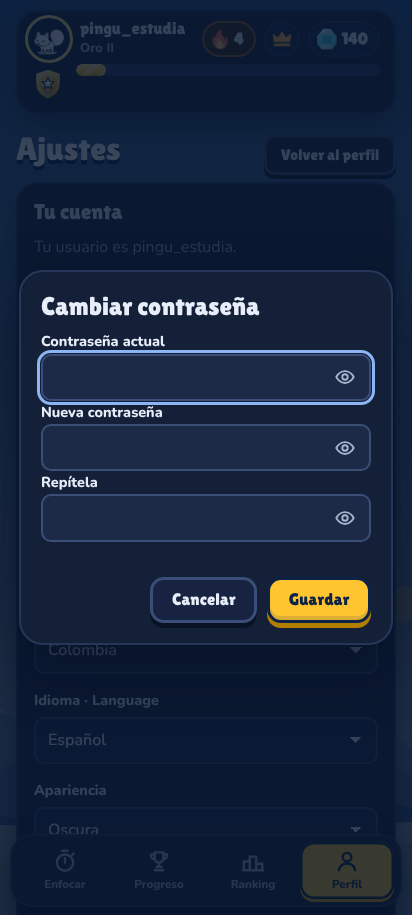 pingu_estudia
Oro II
4
140
Ajustes
Volver al perfil
Tu cuenta
Tu usuario es pingu_estudia.
Cambiar contraseña
Contraseña actual
Nueva contraseña
Repítela
Cancelar
Guardar
Colombia
Idioma · Language
Español
Apariencia
Oscura
Enfocar
Progreso
Ranking
Perfil